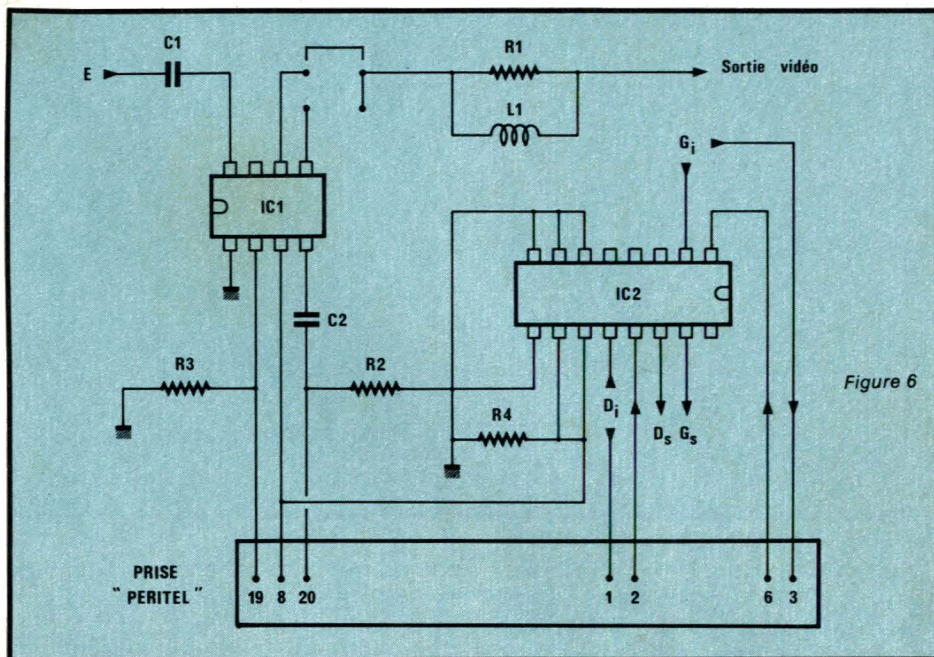 C1
E
R1
Sortie vidéo
L1
Gi
IC1
IC2
C2
R3
R2
Figure 6
Di
R4
Ds Gs
PRISE
" PERITEL "
19 8 20 1 2 6 3